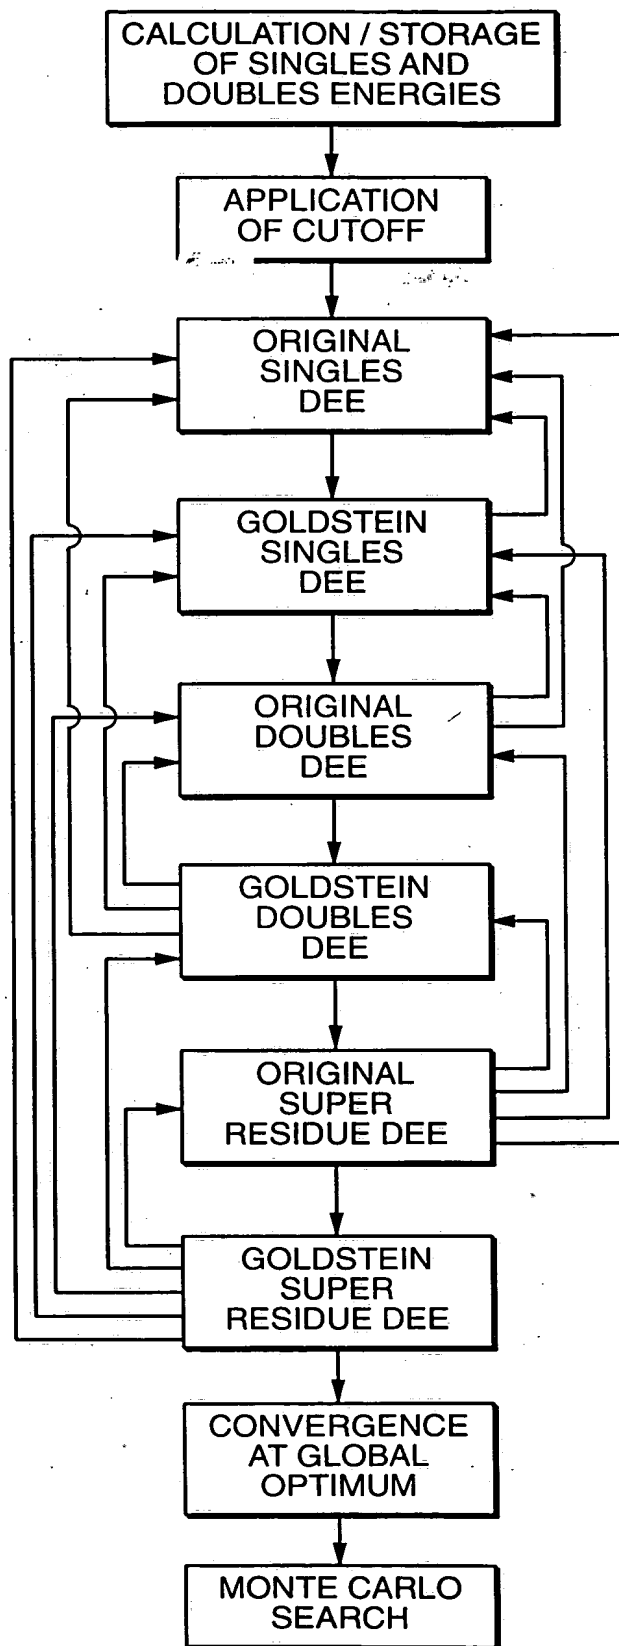 CALCULATION / STORAGE
OF SINGLES AND
DOUBLES ENERGIES
APPLICATION
OF CUTOFF
ORIGINAL
SINGLES
DEE
GOLDSTEIN
SINGLES
DEE
ORIGINAL
DOUBLES
DEE
GOLDSTEIN
DOUBLES
DEE
ORIGINAL
SUPER
RESIDUE DEE
GOLDSTEIN
SUPER
RESIDUE DEE
CONVERGENCE
AT GLOBAL
OPTIMUM
MONTE CARLO
SEARCH